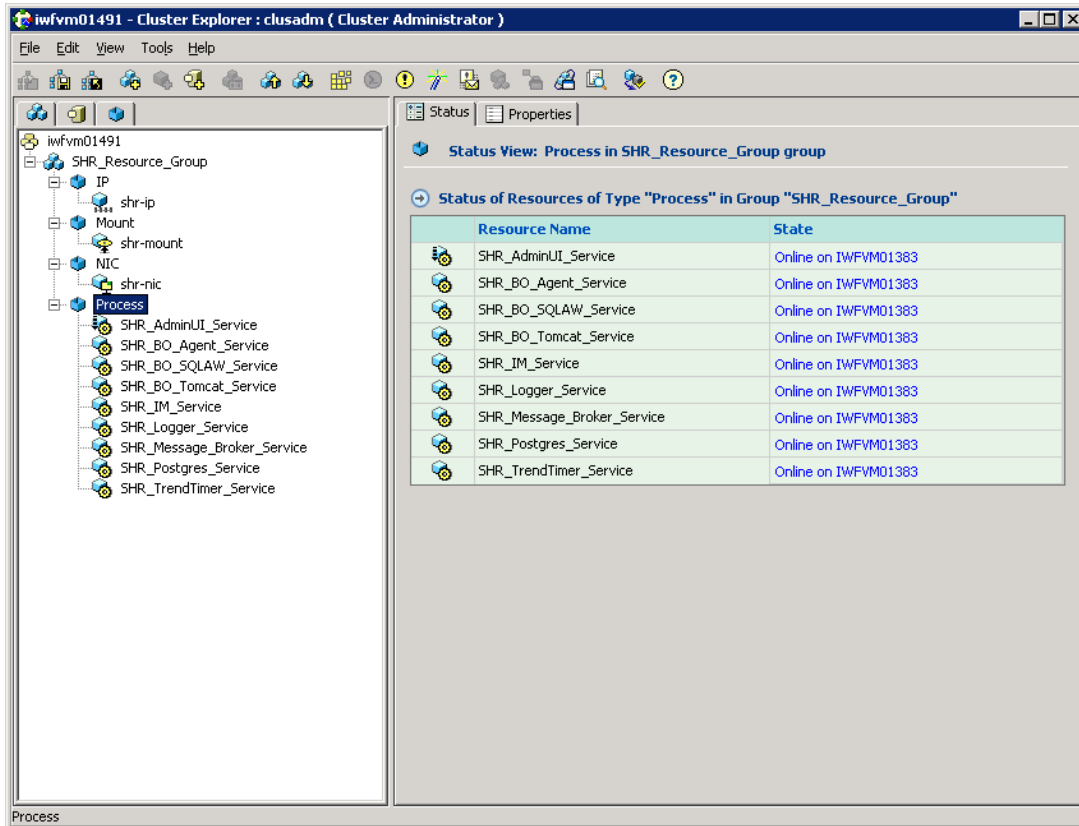 iwfvm01491 - Cluster Explorer : clusadm ( Cluster Administrator )
File Edit View Tools Help
Status Properties
iwfvm01491
SHR_Resource_Group
IP
shr-ip
Mount
shr-mount
NIC
shr-nic
Process
SHR_AdminUI_Service
SHR_BO_Agent_Service
SHR_BO_SQLAW_Service
SHR_BO_Tomcat_Service
SHR_IM_Service
SHR_Logger_Service
SHR_Message_Broker_Service
SHR_Postgres_Service
SHR_TrendTimer_Service
Status View: Process in SHR_Resource_Group group
Status of Resources of Type "Process" in Group "SHR_Resource_Group"
Resource Name State
SHR_AdminUI_Service Online on IWFVM01383
SHR_BO_Agent_Service Online on IWFVM01383
SHR_BO_SQLAW_Service Online on IWFVM01383
SHR_BO_Tomcat_Service Online on IWFVM01383
SHR_IM_Service Online on IWFVM01383
SHR_Logger_Service Online on IWFVM01383
SHR_Message_Broker_Service Online on IWFVM01383
SHR_Postgres_Service Online on IWFVM01383
SHR_TrendTimer_Service Online on IWFVM01383
Process